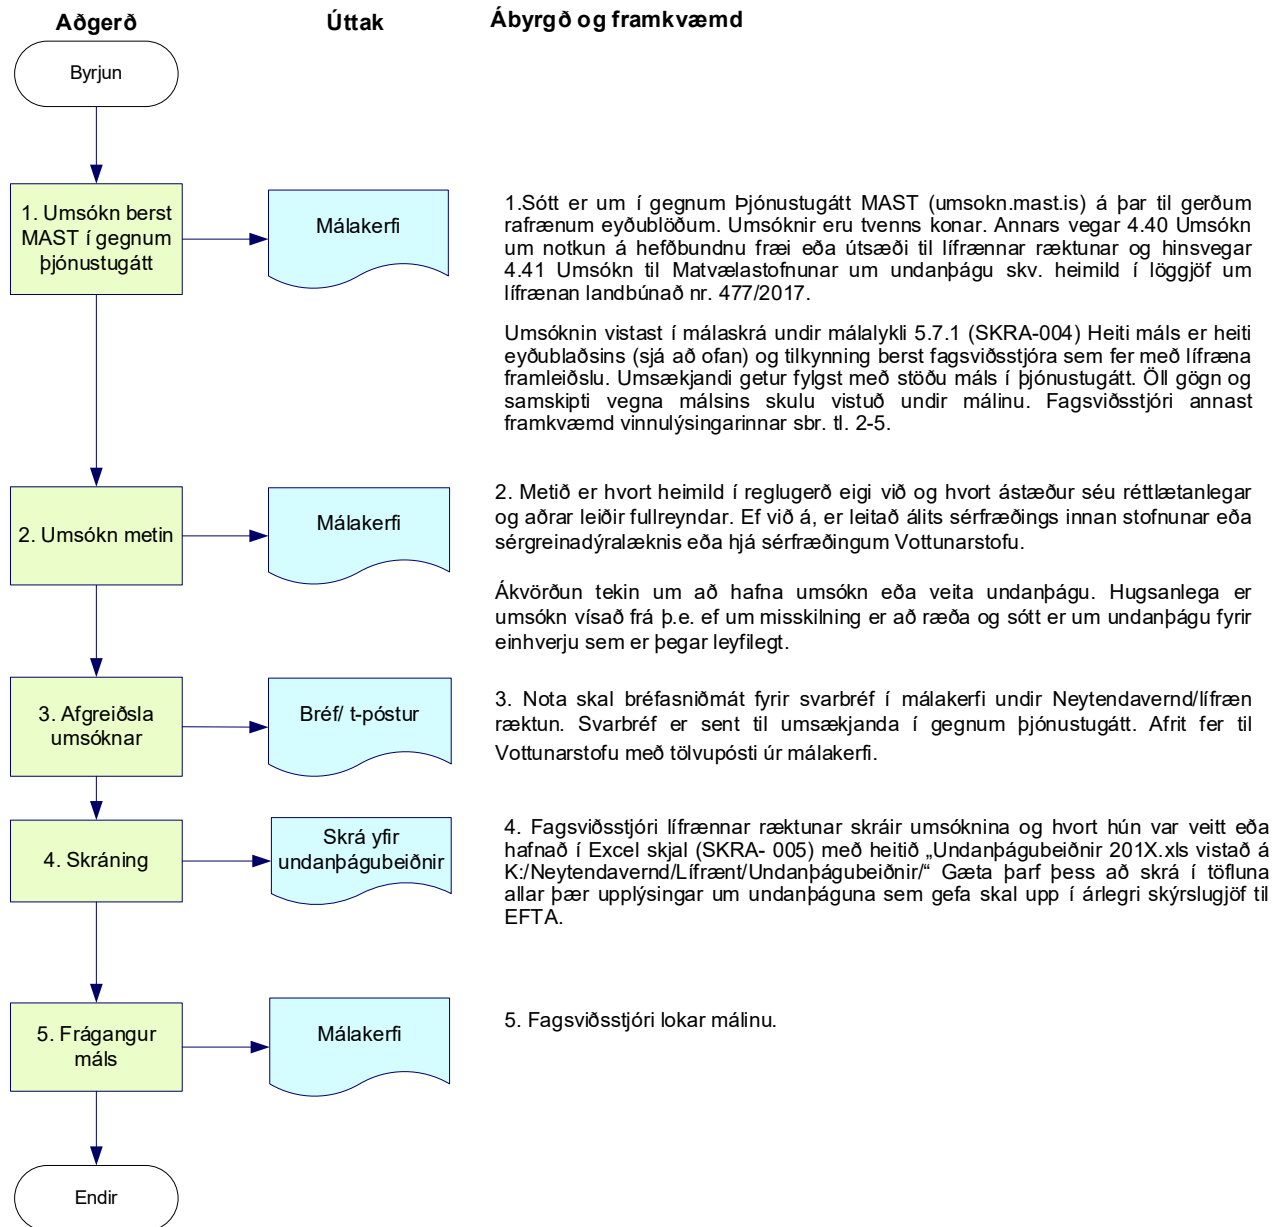 Aðgerð
Úttak
Ábyrgð og framkvæmd
Byrjun
1. Umsókn berst
MAST í gegnum
þjónustugátt
Málakerfi
1.Sótt er um í gegnum Þjónustugátt MAST (umsokn.mast.is) á þar til gerðum
rafrænum eyðublöðum. Umsóknir eru tvenns konar. Annars vegar 4.40 Umsókn
um notkun á hefðbundnu fræi eða útsæði til lífrænnar ræktunar og hinsvegar
4.41 Umsókn til Matvælastofnunar um undanþágu skv. heimild í löggjöf um
lífrænan landbúnað nr. 477/2017.
Umsóknin vistast í málaskrá undir málalykli 5.7.1 (SKRA-004) Heiti máls er heiti
eyðublaðsins (sjá að ofan) og tilkynning berst fagsviðsstjóra sem fer með lífræna
framleiðslu. Umsækjandi getur fylgst með stöðu máls í þjónustugátt. Öll gögn og
samskipti vegna málsins skulu vistuð undir málinu. Fagsviðsstjóri annast
framkvæmd vinnulýsingarinnar sbr. tl. 2-5.
2. Umsókn metin
Málakerfi
2. Metið er hvort heimild í reglugerð eigi við og hvort ástæður séu réttlætanlegar
og aðrar leiðir fullreyndar. Ef við á, er leitað álits sérfræðings innan stofnunar eða
sérgreinadýralæknis eða hjá sérfræðingum Vottunarstofu.
Ákvörðun tekin um að hafna umsókn eða veita undanþágu. Hugsanlega er
umsókn vísað frá þ.e. ef um misskilning er að ræða og sótt er um undanþágu fyrir
einhverju sem er þegar leyfilegt.
3. Afgreiðsla
umsóknar
Bréf/ t-póstur
3. Nota skal bréfasniðmát fyrir svarbréf í málakerfi undir Neytendavernd/lífræn
ræktun. Svarbréf er sent til umsækjanda í gegnum þjónustugátt. Afrit fer til
Vottunarstofu með tölvupósti úr málakerfi.
4. Skráning
Skrá yfir
undanþágubeiðnir
4. Fagsviðsstjóri lífrænnar ræktunar skráir umsóknina og hvort hún var veitt eða
hafnað í Excel skjal (SKRA- 005) með heitið „Undanþágubeiðnir 201X.xls vistað á
K:/Neytendavernd/Lífrænt/Undanþágubeiðnir/“ Gæta þarf þess að skrá í töfluna
allar þær upplýsingar um undanþáguna sem gefa skal upp í árlegri skýrslugjöf til
EFTA.
5. Frágangur
máls
Málakerfi
5. Fagsviðsstjóri lokar málinu.
Endir